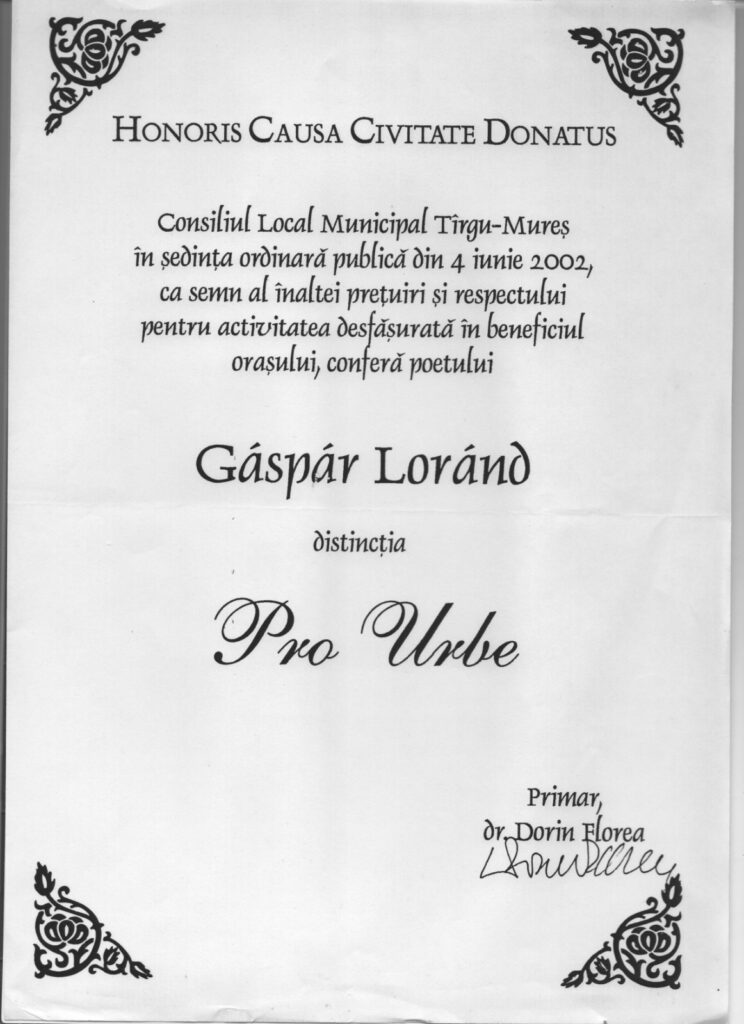 HONORIS CAUSA CIVITATE DONATUS
Consiliul Local Municipal Tîrgu-Mureș
în ședința ordinară publică din 4 iunie 2002,
ca semn al înaltei prețuiri și respectului
pentru activitatea desfășurată în beneficiul
orașului, conferă poetului
Gáspár Loránd
distincția
Pro Urbe
Primar,
dr. Dorin Florea